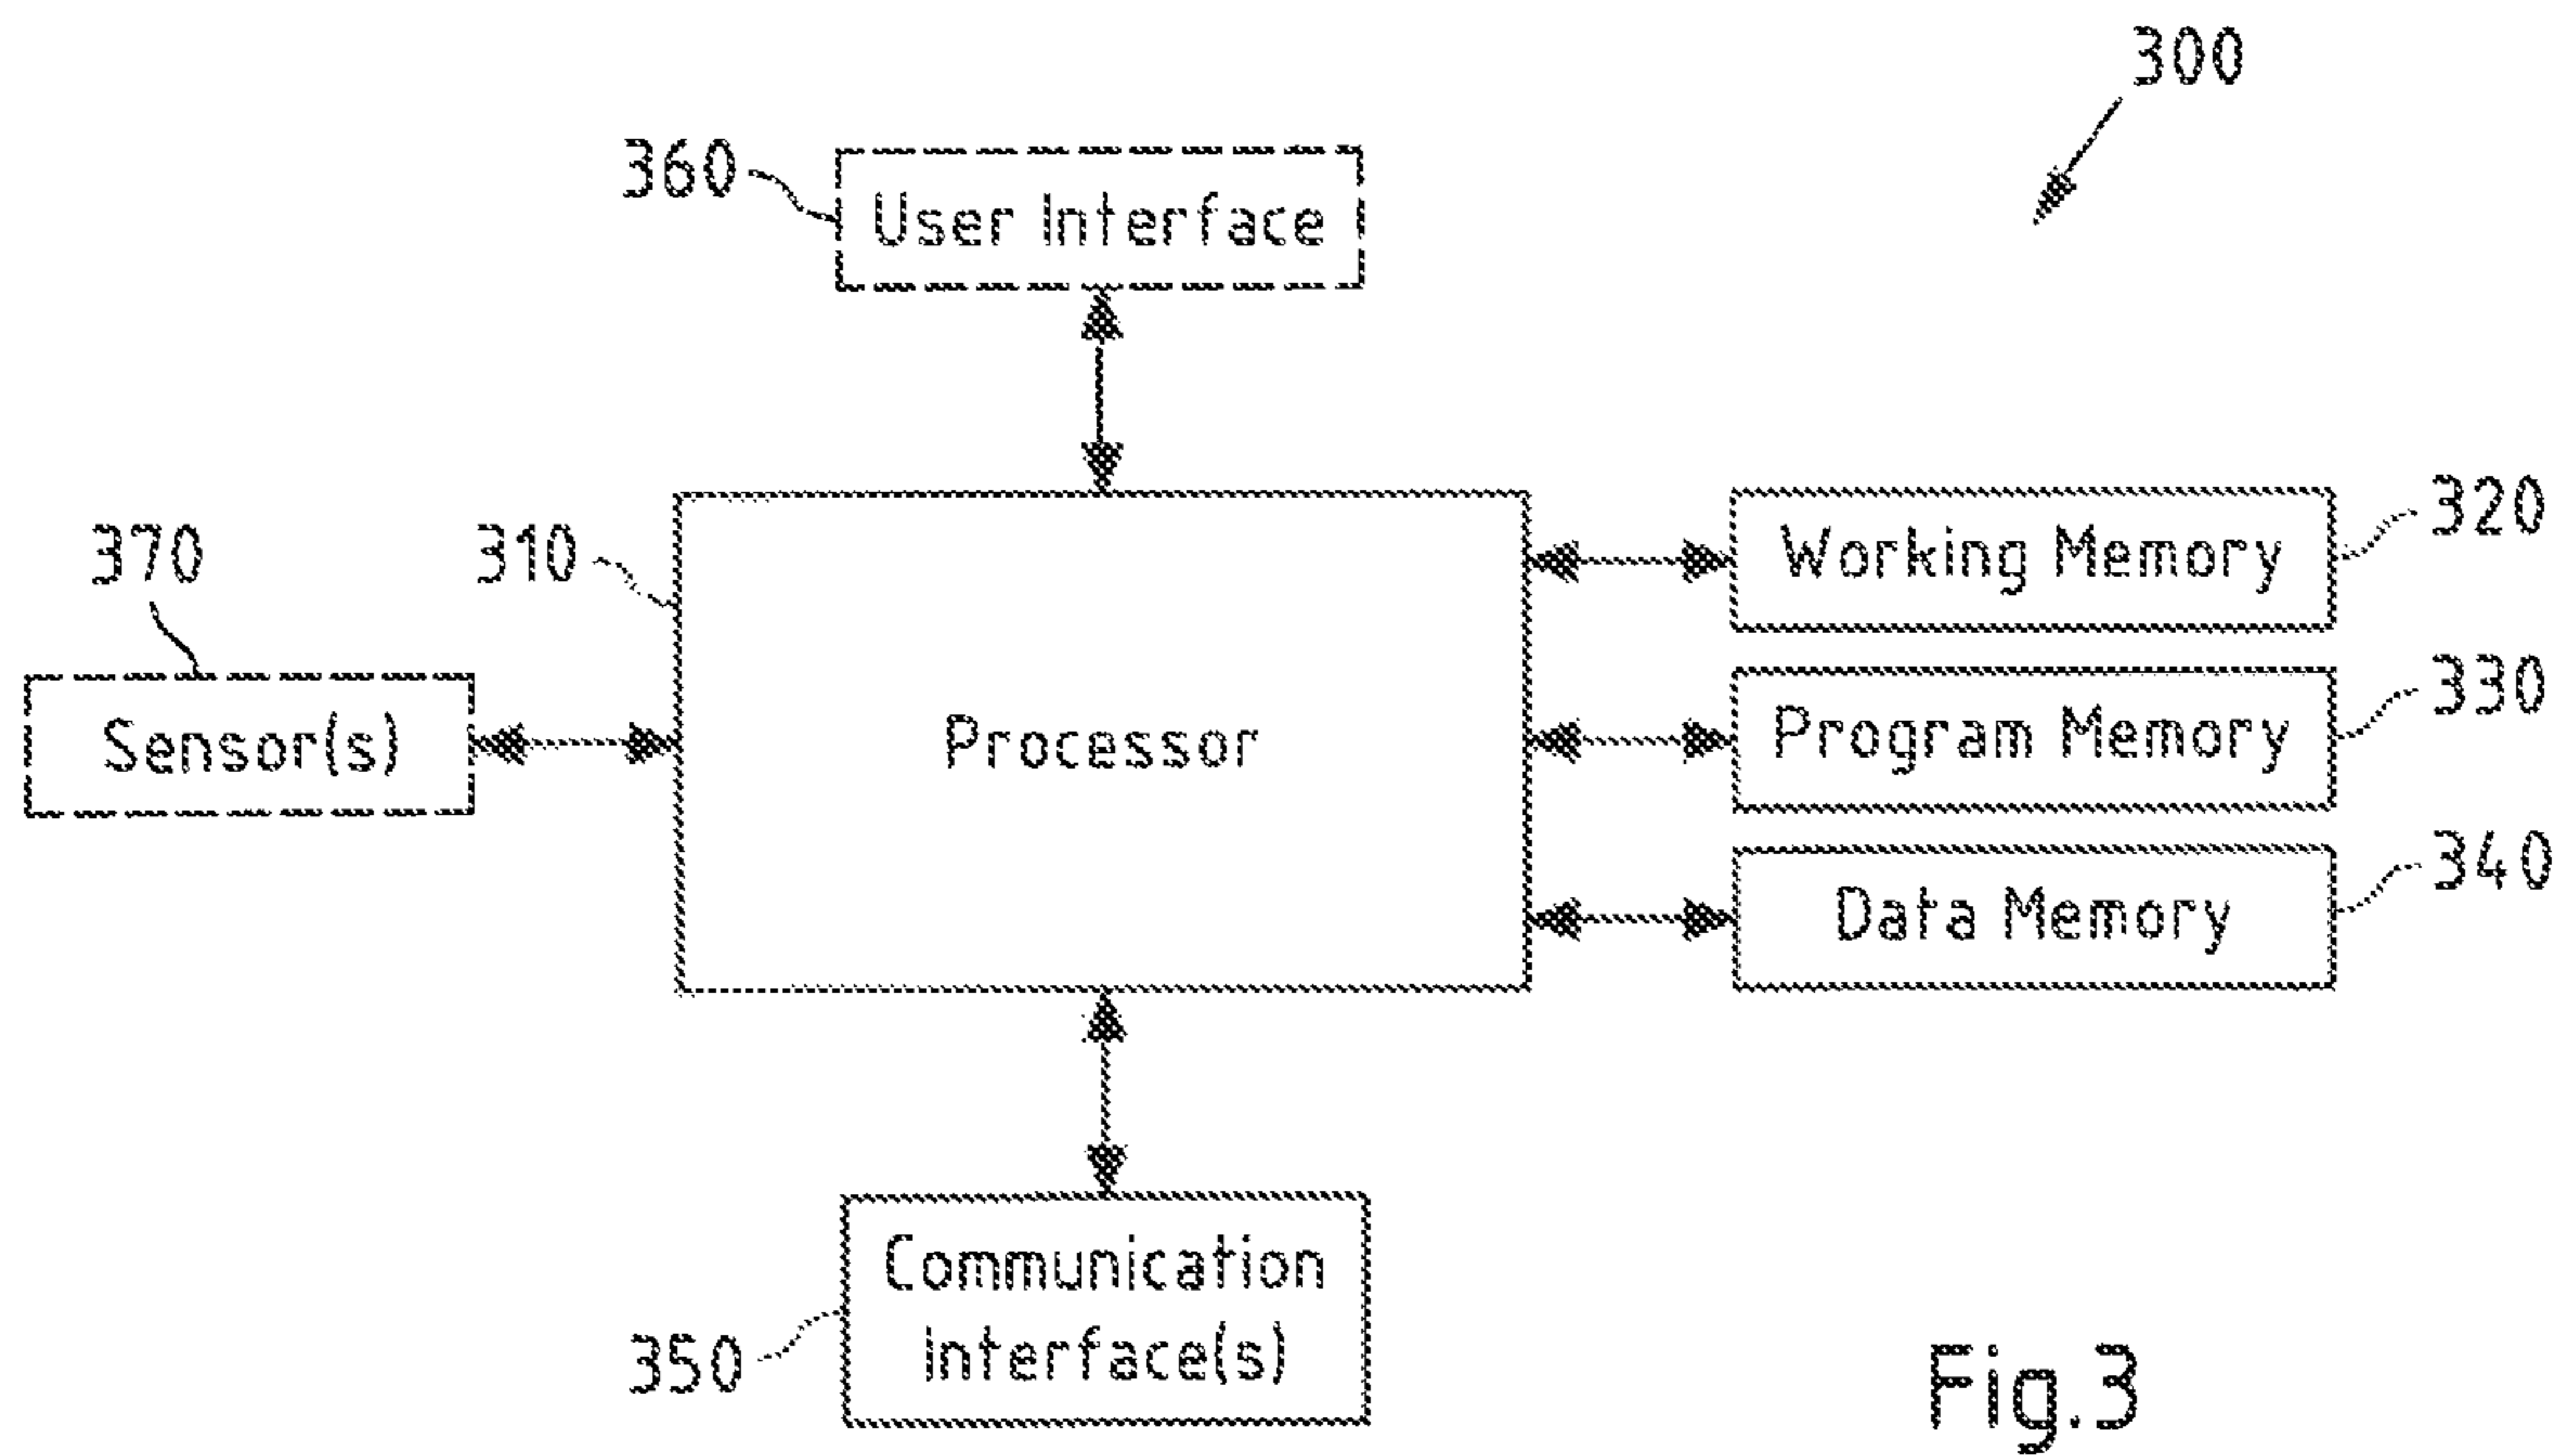 300
360
User Interface
370
310
Working Memory
320
Sensor(s)
Processor
Program Memory
330
Data Memory
340
Communication
Interface(s)
350
Fig.3